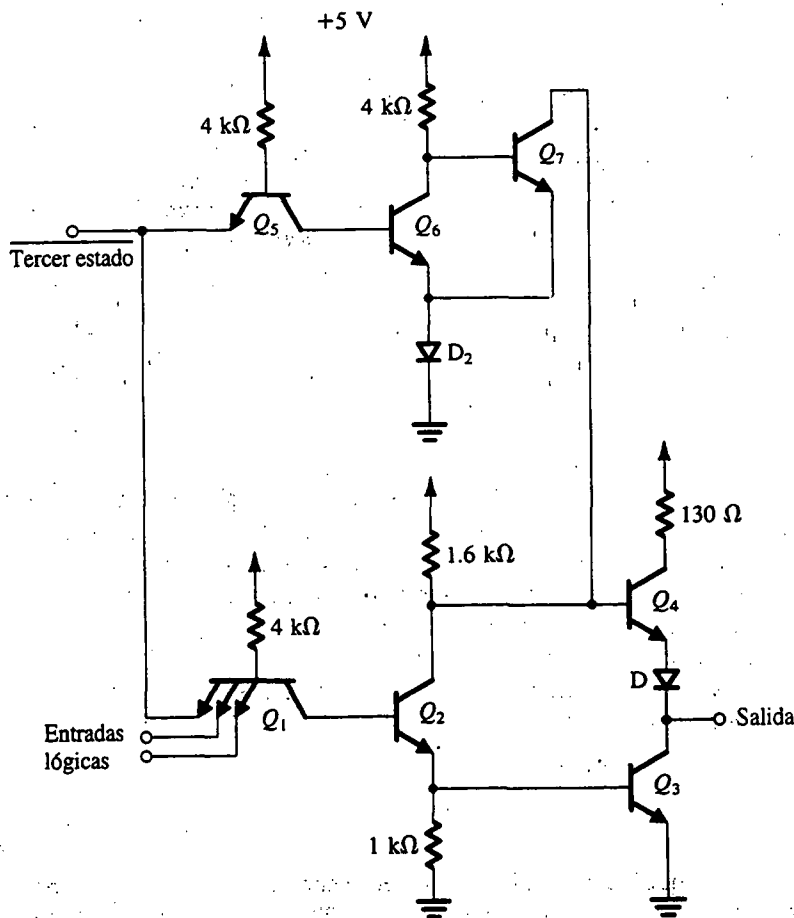 +5 V
4 kΩ
4 kΩ
Q7
Q5
Q6
Tercer estado
D2
130 Ω
1.6 kΩ
Q4
4 kΩ
D
Salida
Q1
Q2
Entradas
lógicas
Q3
1 kΩ